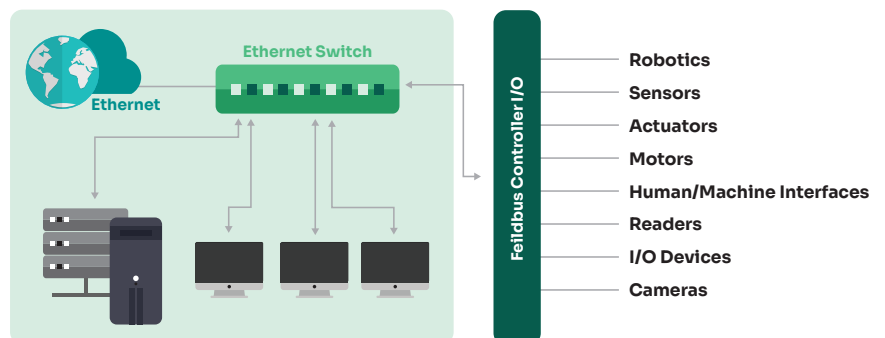 Ethernet Switch
Ethernet
Feildbus Controller I/O
Robotics
Sensors
Actuators
Motors
Human/Machine Interfaces
Readers
I/O Devices
Cameras